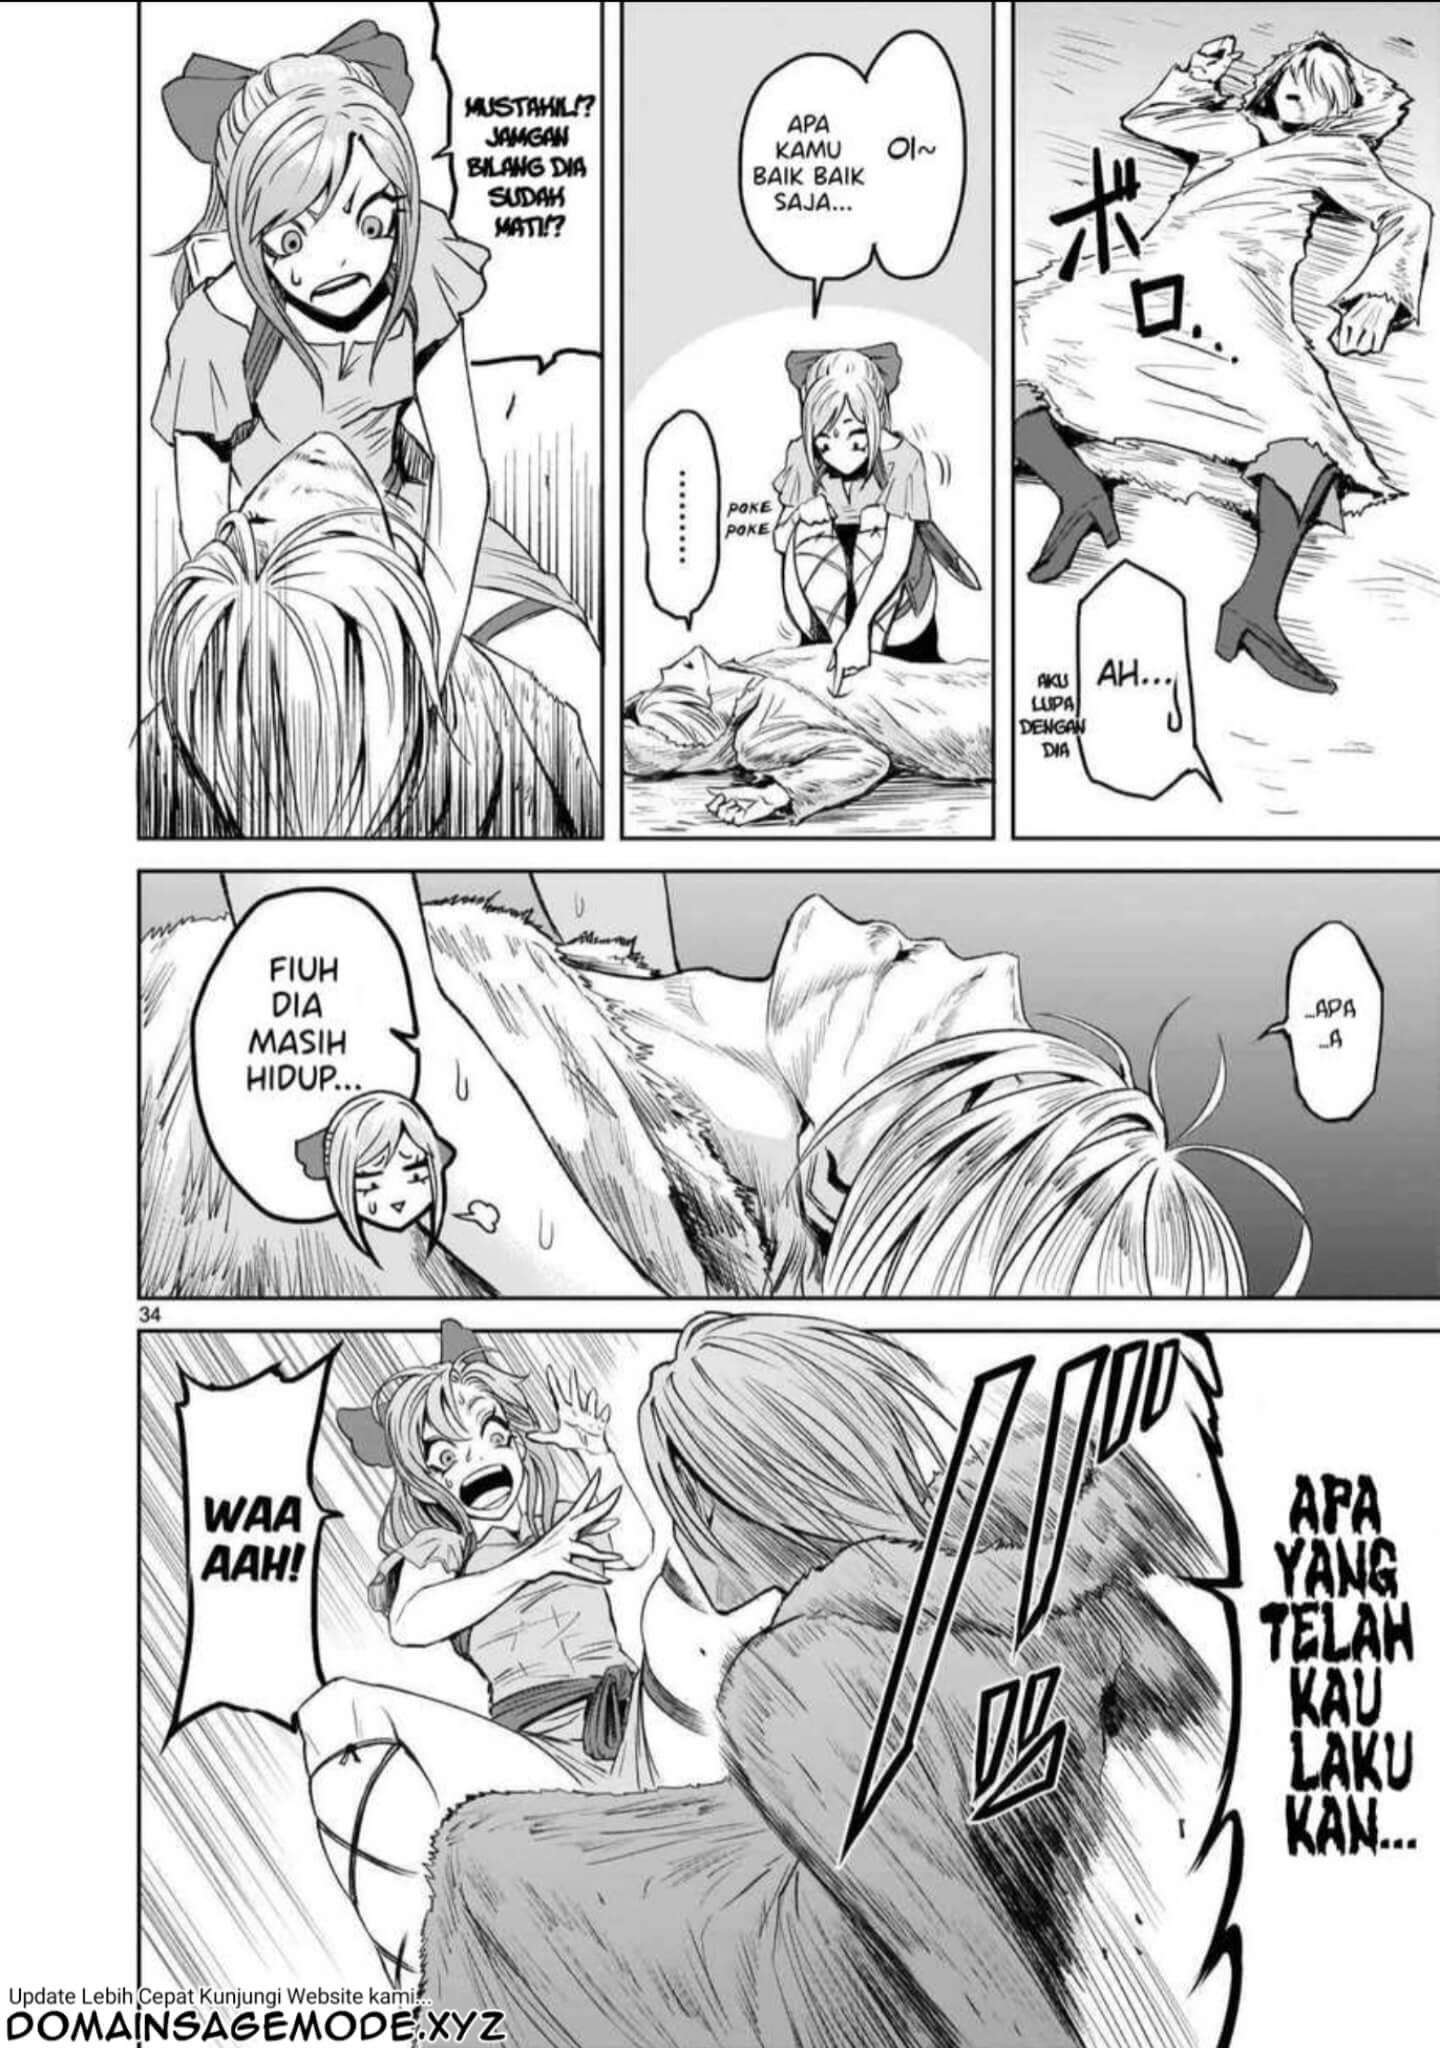 ボロ...
AH...
AKU
LUPA
DENGAN
DIA
OI~
APA
KAMU
BAIK BAIK
SAJA...
POKE
POKE
........
MUSTAHIL!?
JAMGAN
BILANG DIA
SUDAH
MATI!?
...APA
...A
FIUH
DIA
MASIH
HIDUP...
34
APA
YANG
TELAH
KAU
LAKU
KAN...
WAA
AAH!
Update Lebih Cepat Kunjungi Website kami...
DOMAINSAGEMODE.XYZ